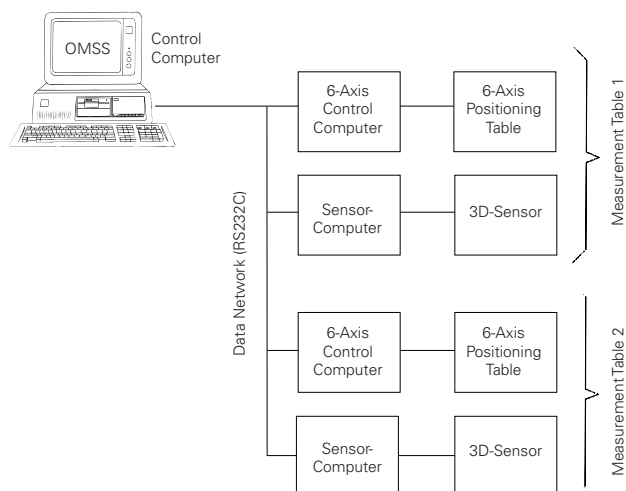 OMSS
Control
Computer
6-Axis
Control
Computer
6-Axis
Positioning
Table
Sensor-
Computer
3D-Sensor
Measurement Table 1
Data Network (RS232C)
6-Axis
Control
Computer
6-Axis
Positioning
Table
Sensor-
Computer
3D-Sensor
Measurement Table 2